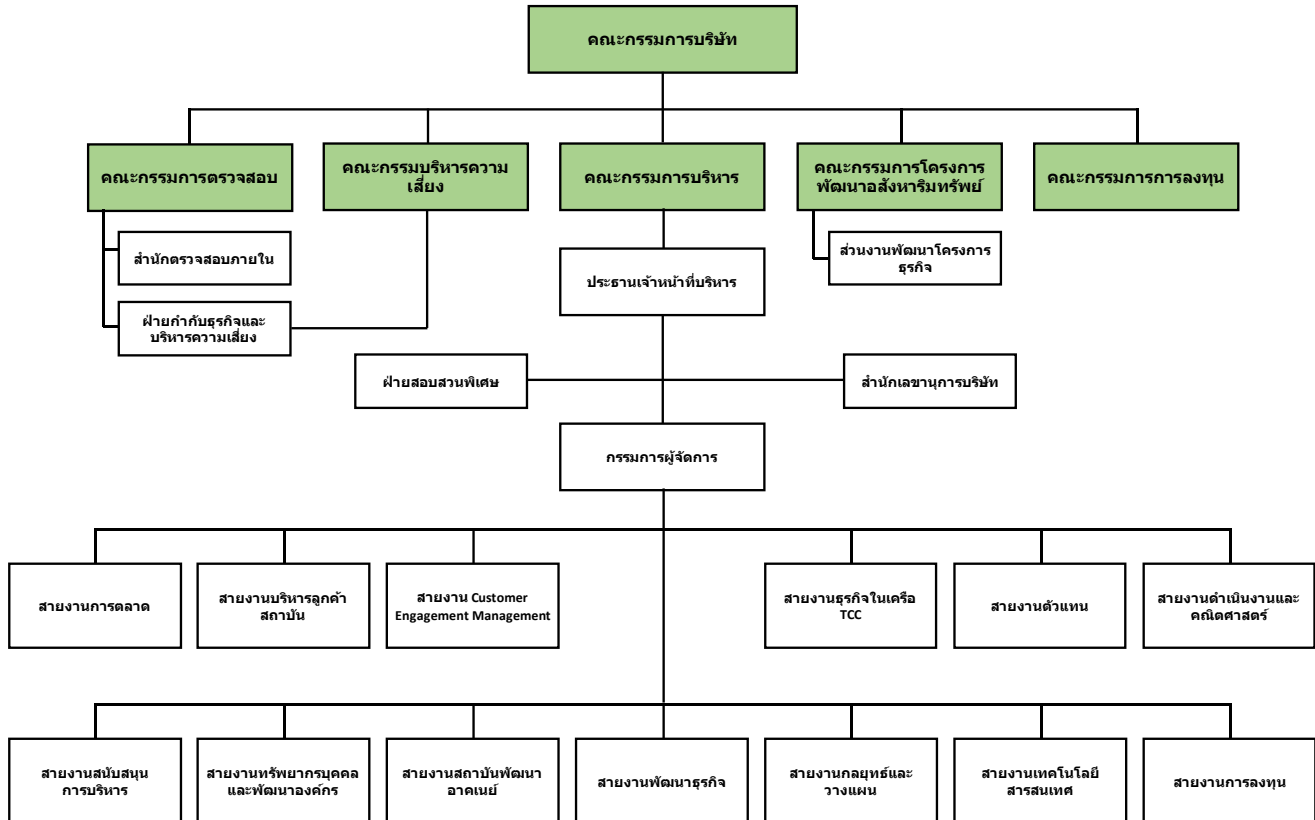 คณะกรรมการบริษัท
คณะกรรมการตรวจสอบ
คณะกรรมบริหารความ
เสี่ยง
คณะกรรมการบริหาร
คณะกรรมการโครงการ
พัฒนาอสังหาริมทรัพย์
คณะกรรมการการลงทุน
สำนักตรวจสอบภายใน
ส่วนงานพัฒนาโครงการ
ธุรกิจ
ประธานเจ้าหน้าที่บริหาร
ฝ่ายกำกับธุรกิจและ
บริหารความเสี่ยง
ฝ่ายสอบสวนพิเศษ
สำนักเลขานุการบริษัท
กรรมการผู้จัดการ
สายงานการตลาด
สายงานบริหารลูกค้า
สถาบัน
สายงาน Customer
Engagement Management
สายงานธุรกิจในเครือ
TCC
สายงานตัวแทน
สายงานดำเนินงานและ
คณิตศาสตร์
สายงานสนับสนุน
การบริหาร
สายงานทรัพยากรบุคคล
และพัฒนาองค์กร
สายงานสถาบันพัฒนา
อาคเนย์
สายงานพัฒนาธุรกิจ
สายงานกลยุทธ์และ
วางแผน
สายงานเทคโนโลยี
สารสนเทศ
สายงานการลงทุน